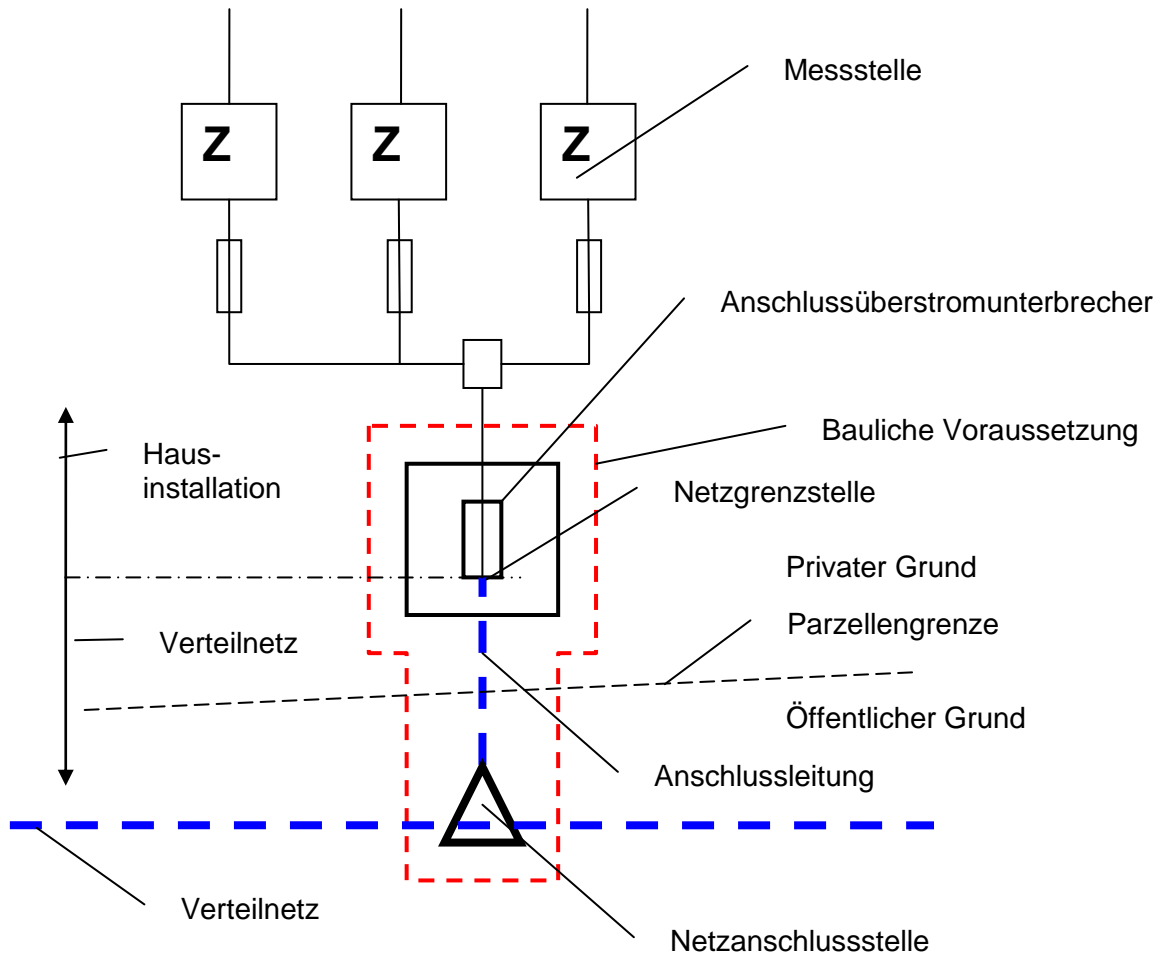 Messstelle
Z Z Z
Anschlussüberstromunterbrecher
Bauliche Voraussetzung
Haus-
installation
Netzgrenzstelle
Privater Grund
Parzellengrenze
Verteilnetz
Öffentlicher Grund
Anschlussleitung
Verteilnetz
Netzanschlussstelle